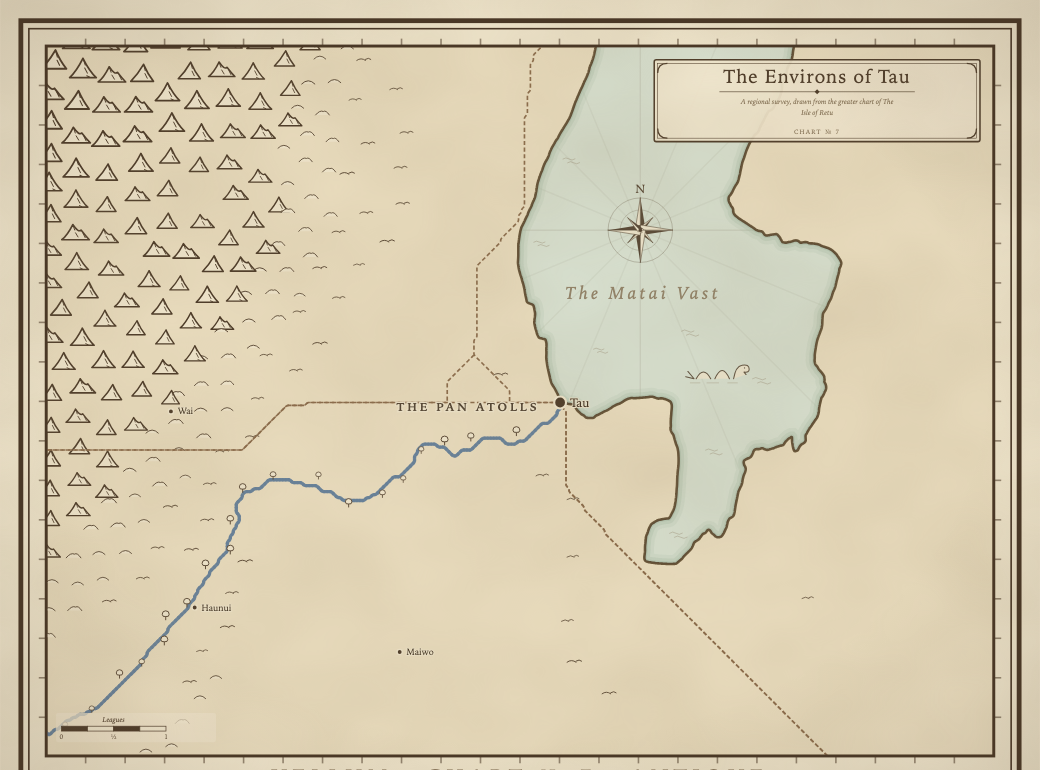 The Environs of Tau
A regional survey, drawn from the greater chart of The
Isle of Retu
CHART № 7
N
The Matai Vast
THE PAN ATOLLS
Tau
Wai
Haunui
Maiwo
Leagues
0 ½ 1